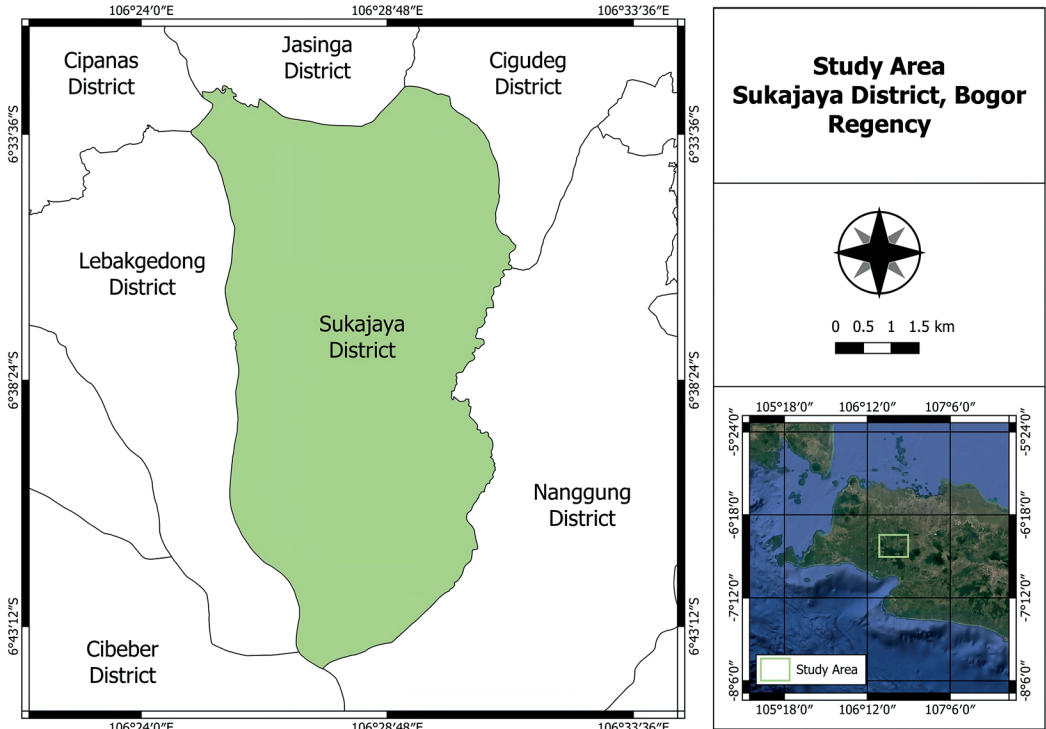 106°24′0″E
106°28′48″E
106°33′36″E
Cipanas
District
Jasinga
District
Cigudeg
District
6°33′36″S
6°33′36″S
Lebakgedong
District
Sukajaya
District
6°38′24″S
6°38′24″S
Nanggung
District
6°43′12″S
6°43′12″S
Cibeber
District
106°24′0″E
106°28′48″E
106°33′36″E
Study Area
Sukajaya District, Bogor
Regency
0 0.5 1 1.5 km
105°18′0″ 106°12′0″ 107°6′0″
-5°24′0″
-5°24′0″
-6°18′0″
-6°18′0″
-7°12′0″
-7°12′0″
-8°6′0″
-8°6′0″
Study Area
105°18′0″ 106°12′0″ 107°6′0″